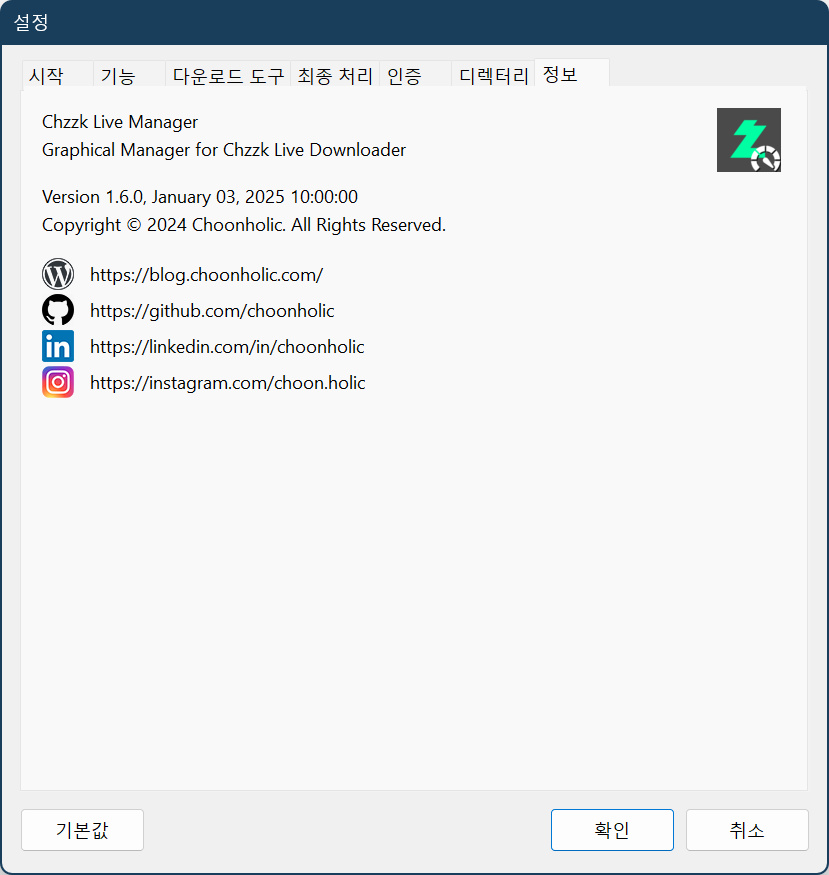 설정
시작 기능 다운로드 도구 최종 처리 인증 디렉터리 정보
Chzzk Live Manager
Graphical Manager for Chzzk Live Downloader
Version 1.6.0, January 03, 2025 10:00:00
Copyright © 2024 Choonholic. All Rights Reserved.
https://blog.choonholic.com/
https://github.com/choonholic
https://linkedin.com/in/choonholic
https://instagram.com/choon.holic
기본값 확인 취소